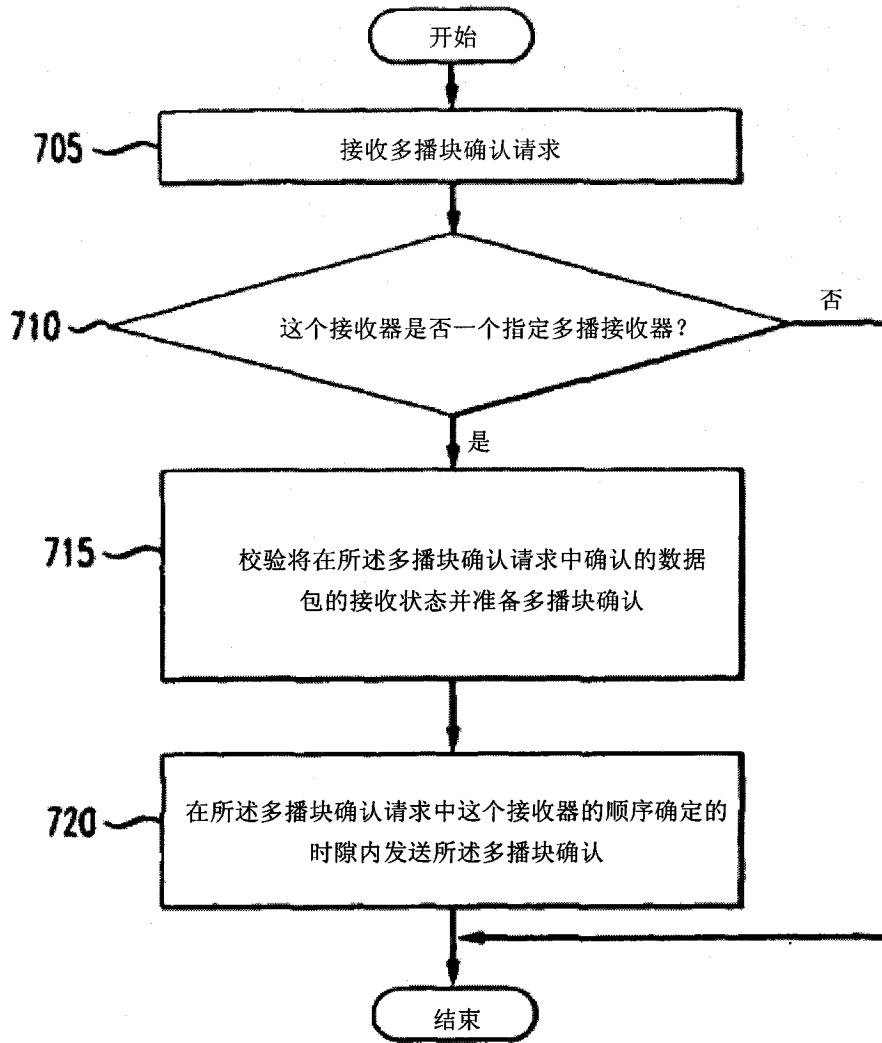 开始
705
接收多播块确认请求
710
这个接收器是否一个指定多播接收器？
否
是
715
校验将在所述多播块确认请求中确认的数据
包的接收状态并准备多播块确认
720
在所述多播块确认请求中这个接收器的顺序确定的
时隙内发送所述多播块确认
结束